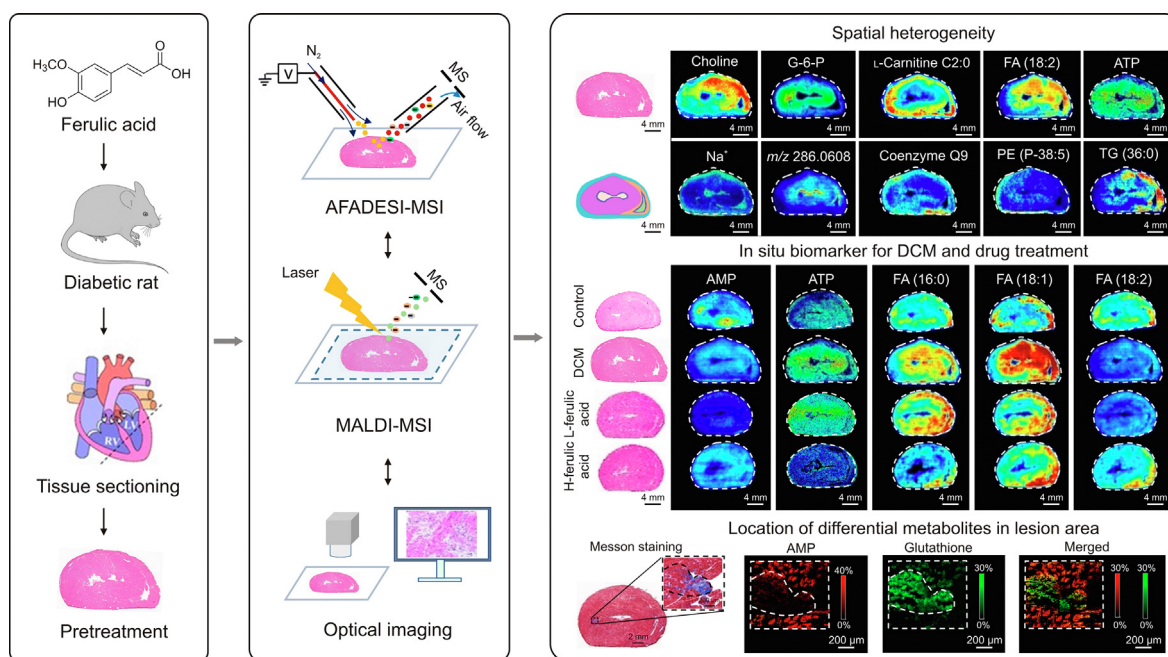 O
H₃CO
OH
HO
Ferulic acid
Diabetic rat
RV
LV
Tissue sectioning
Pretreatment
N₂
V
MS
Air flow
AFADESI-MSI
Laser
MS
MALDI-MSI
Optical imaging
Spatial heterogeneity
Choline G-6-P L-Carnitine C2:0 FA (18:2) ATP
4 mm 4 mm 4 mm 4 mm 4 mm 4 mm
Na⁺ m/z 286.0608 Coenzyme Q9 PE (P-38:5) TG (36:0)
4 mm 4 mm 4 mm 4 mm 4 mm 4 mm
In situ biomarker for DCM and drug treatment
AMP ATP FA (16:0) FA (18:1) FA (18:2)
Control
DCM
L-ferulic acid
H-ferulic acid
4 mm 4 mm 4 mm 4 mm 4 mm 4 mm
Location of differential metabolites in lesion area
Messon staining AMP Glutathione Merged
40% 30% 30% 30%
2 mm
0% 0% 0% 0%
200 µm 200 µm 200 µm